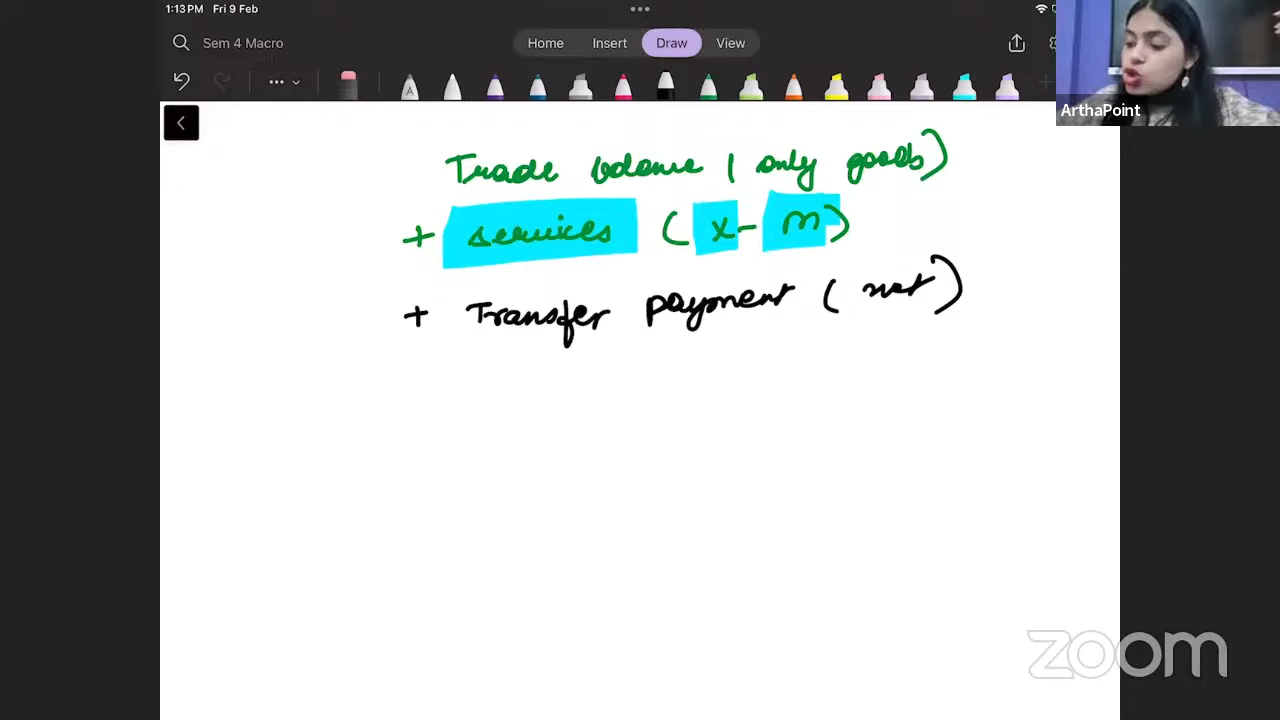 1:13 PM Fri 9 Feb
Sem 4 Macro
Home Insert Draw View
A
ArthaPoint
Trade balance (only goods)
+ services (x - m)
+ Transfer payment (net)
zoom